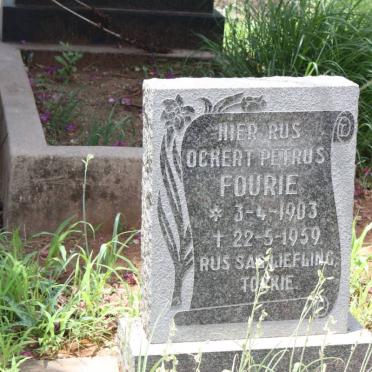 HIER RUS
OCKERT PETRUS
FOURIE
* 3-4-1903
† 22-5-1959
RUS SAG LIEFLING
TOKKIE.